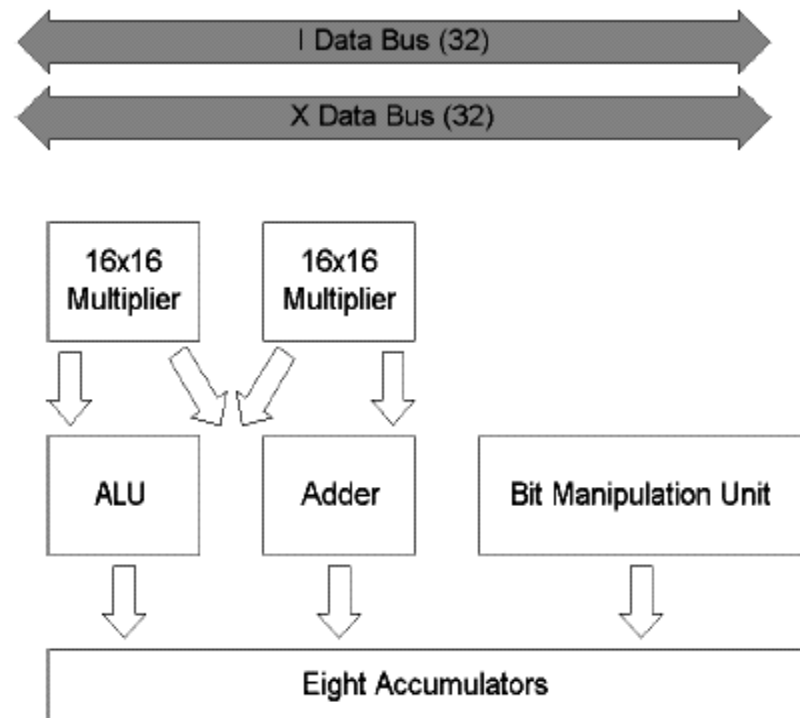 I Data Bus (32)
X Data Bus (32)
16x16
Multiplier
16x16
Multiplier
ALU
Adder
Bit Manipulation Unit
Eight Accumulators